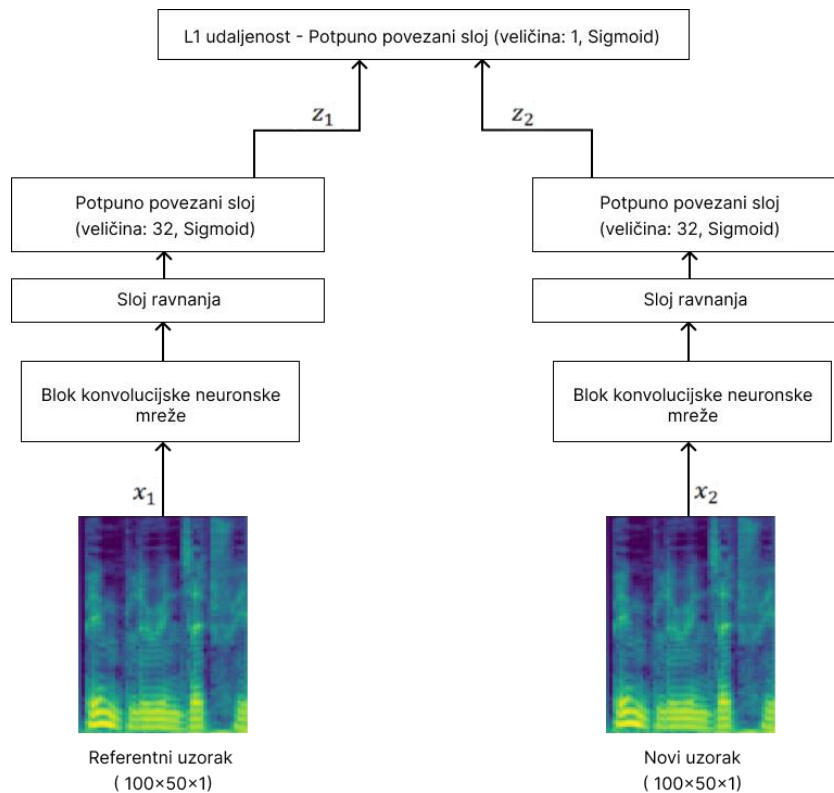 L1 udaljenost - Potpuno povezani sloj (veličina: 1, Sigmoid)
z₁
z₂
Potpuno povezani sloj
(veličina: 32, Sigmoid)
Potpuno povezani sloj
(veličina: 32, Sigmoid)
Sloj ravnanja
Sloj ravnanja
Blok konvolucijske neuronske
mreže
Blok konvolucijske neuronske
mreže
x₁
x₂
Referentni uzorak
( 100×50×1)
Novi uzorak
( 100×50×1)